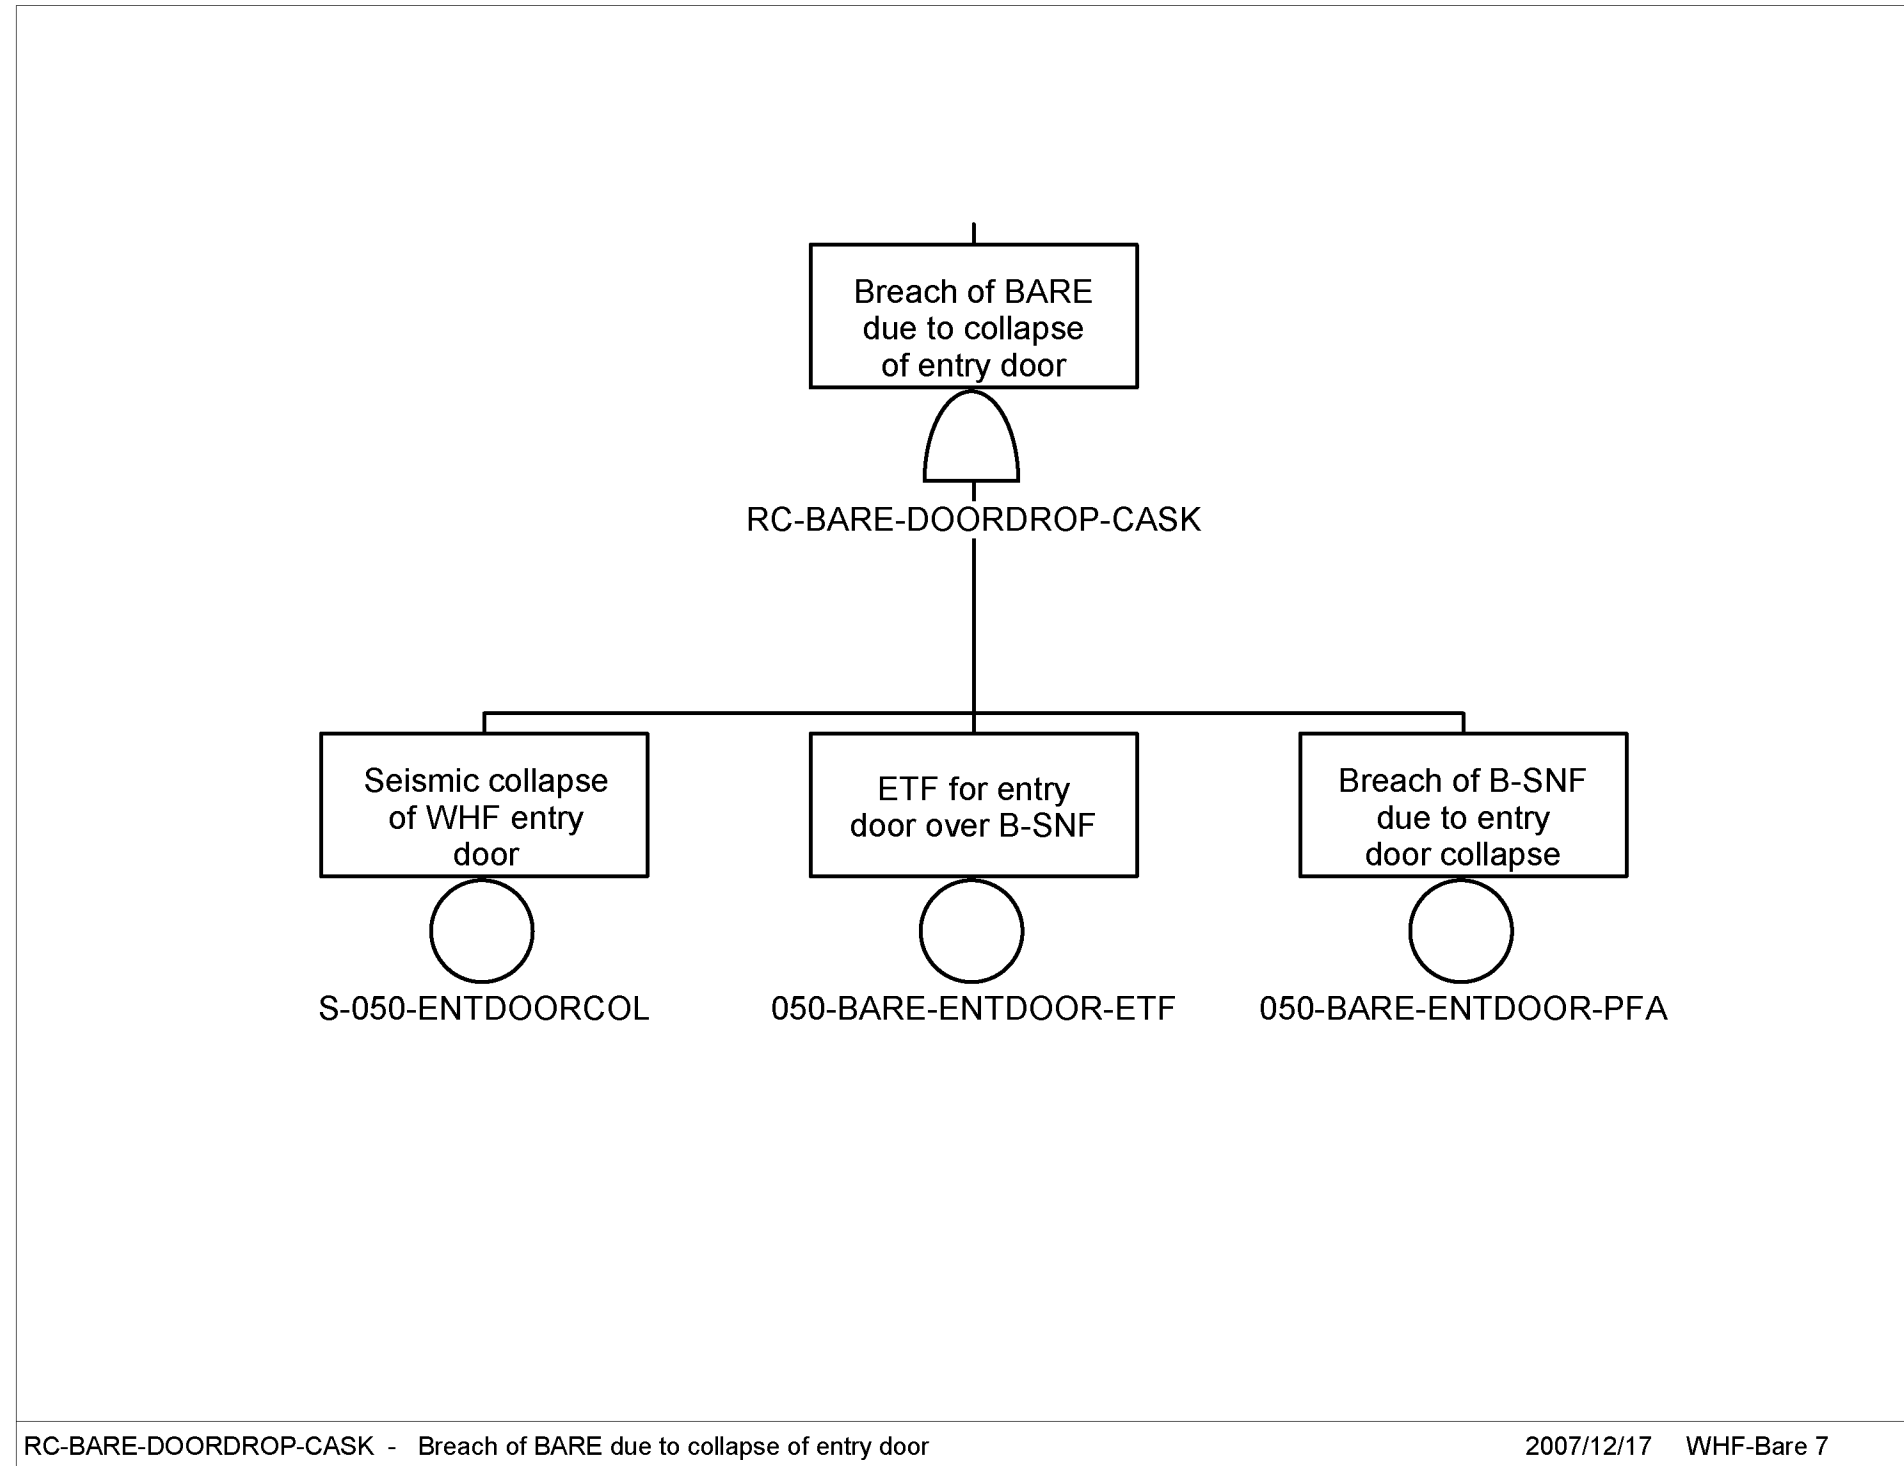 Breach of BARE
due to collapse
of entry door
RC-BARE-DOORDROP-CASK
Seismic collapse
of WHF entry
door
S-050-ENTDOORCOL
ETF for entry
door over B-SNF
050-BARE-ENTDOOR-ETF
Breach of B-SNF
due to entry
door collapse
050-BARE-ENTDOOR-PFA
RC-BARE-DOORDROP-CASK - Breach of BARE due to collapse of entry door 2007/12/17 WHF-Bare 7